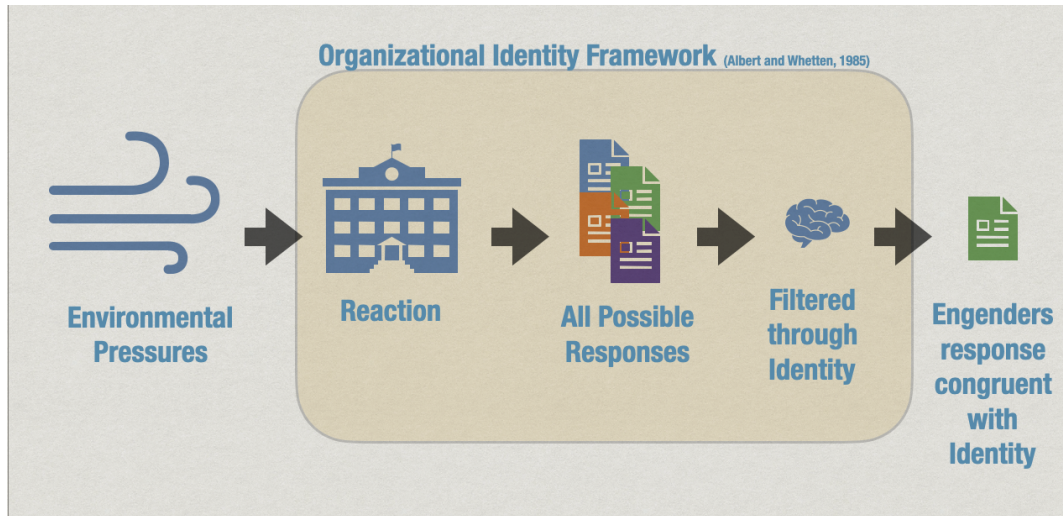 Organizational Identity Framework (Albert and Whetten, 1985)
Environmental
Pressures
Reaction
All Possible
Responses
Filtered
through
Identity
Engenders
response
congruent
with
Identity